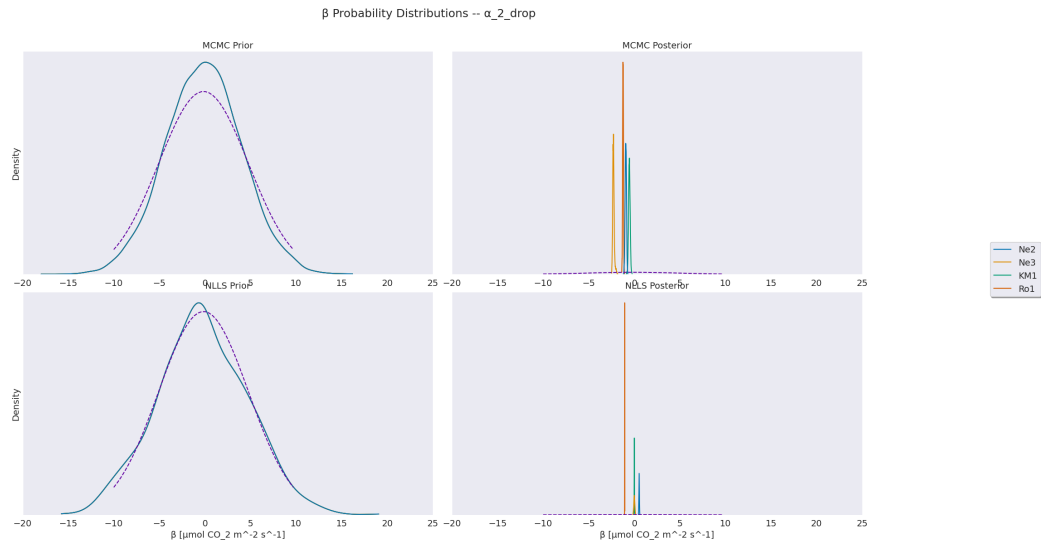 β Probability Distributions -- α_2_drop
MCMC Prior
MCMC Posterior
Density
−20 −15 −10 −5 0 5 10 15 20 25
−20 −15 −10 −5 0 5 10 15 20 25
NLLS Prior
NLLS Posterior
Density
−20 −15 −10 −5 0 5 10 15 20 25
−20 −15 −10 −5 0 5 10 15 20 25
β [μmol CO_2 m^-2 s^-1]
β [μmol CO_2 m^-2 s^-1]
Ne2
Ne3
KM1
Ro1